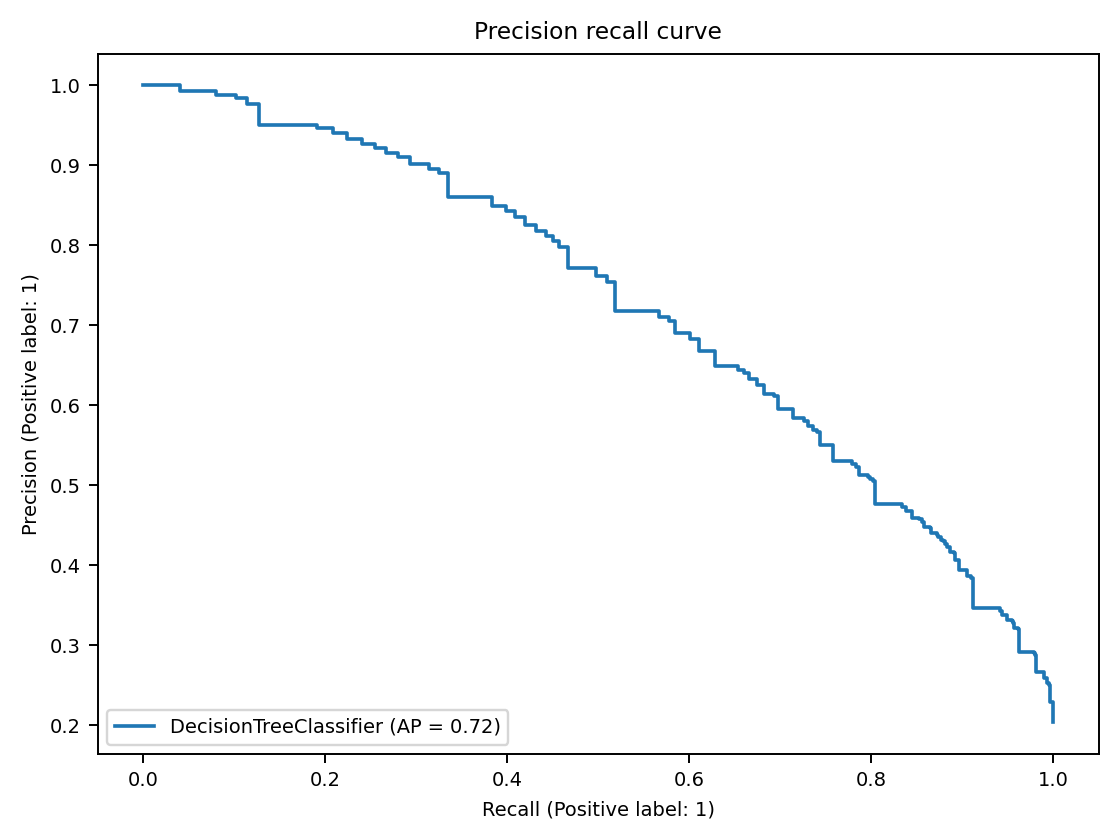 Precision recall curve
1.0
0.9
0.8
0.7
0.6
0.5
0.4
0.3
0.2
Precision (Positive label: 1)
DecisionTreeClassifier (AP = 0.72)
0.0 0.2 0.4 0.6 0.8 1.0
Recall (Positive label: 1)